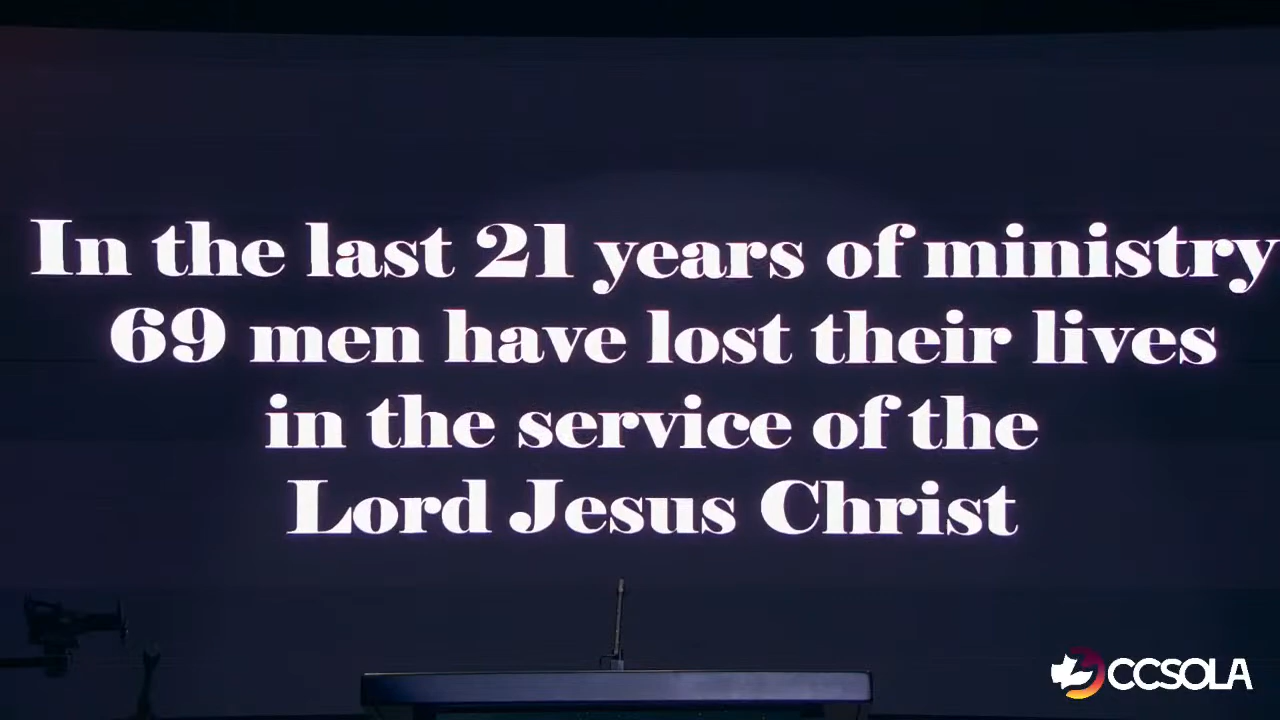 In the last 21 years of ministry
69 men have lost their lives
in the service of the
Lord Jesus Christ
CCSOLA